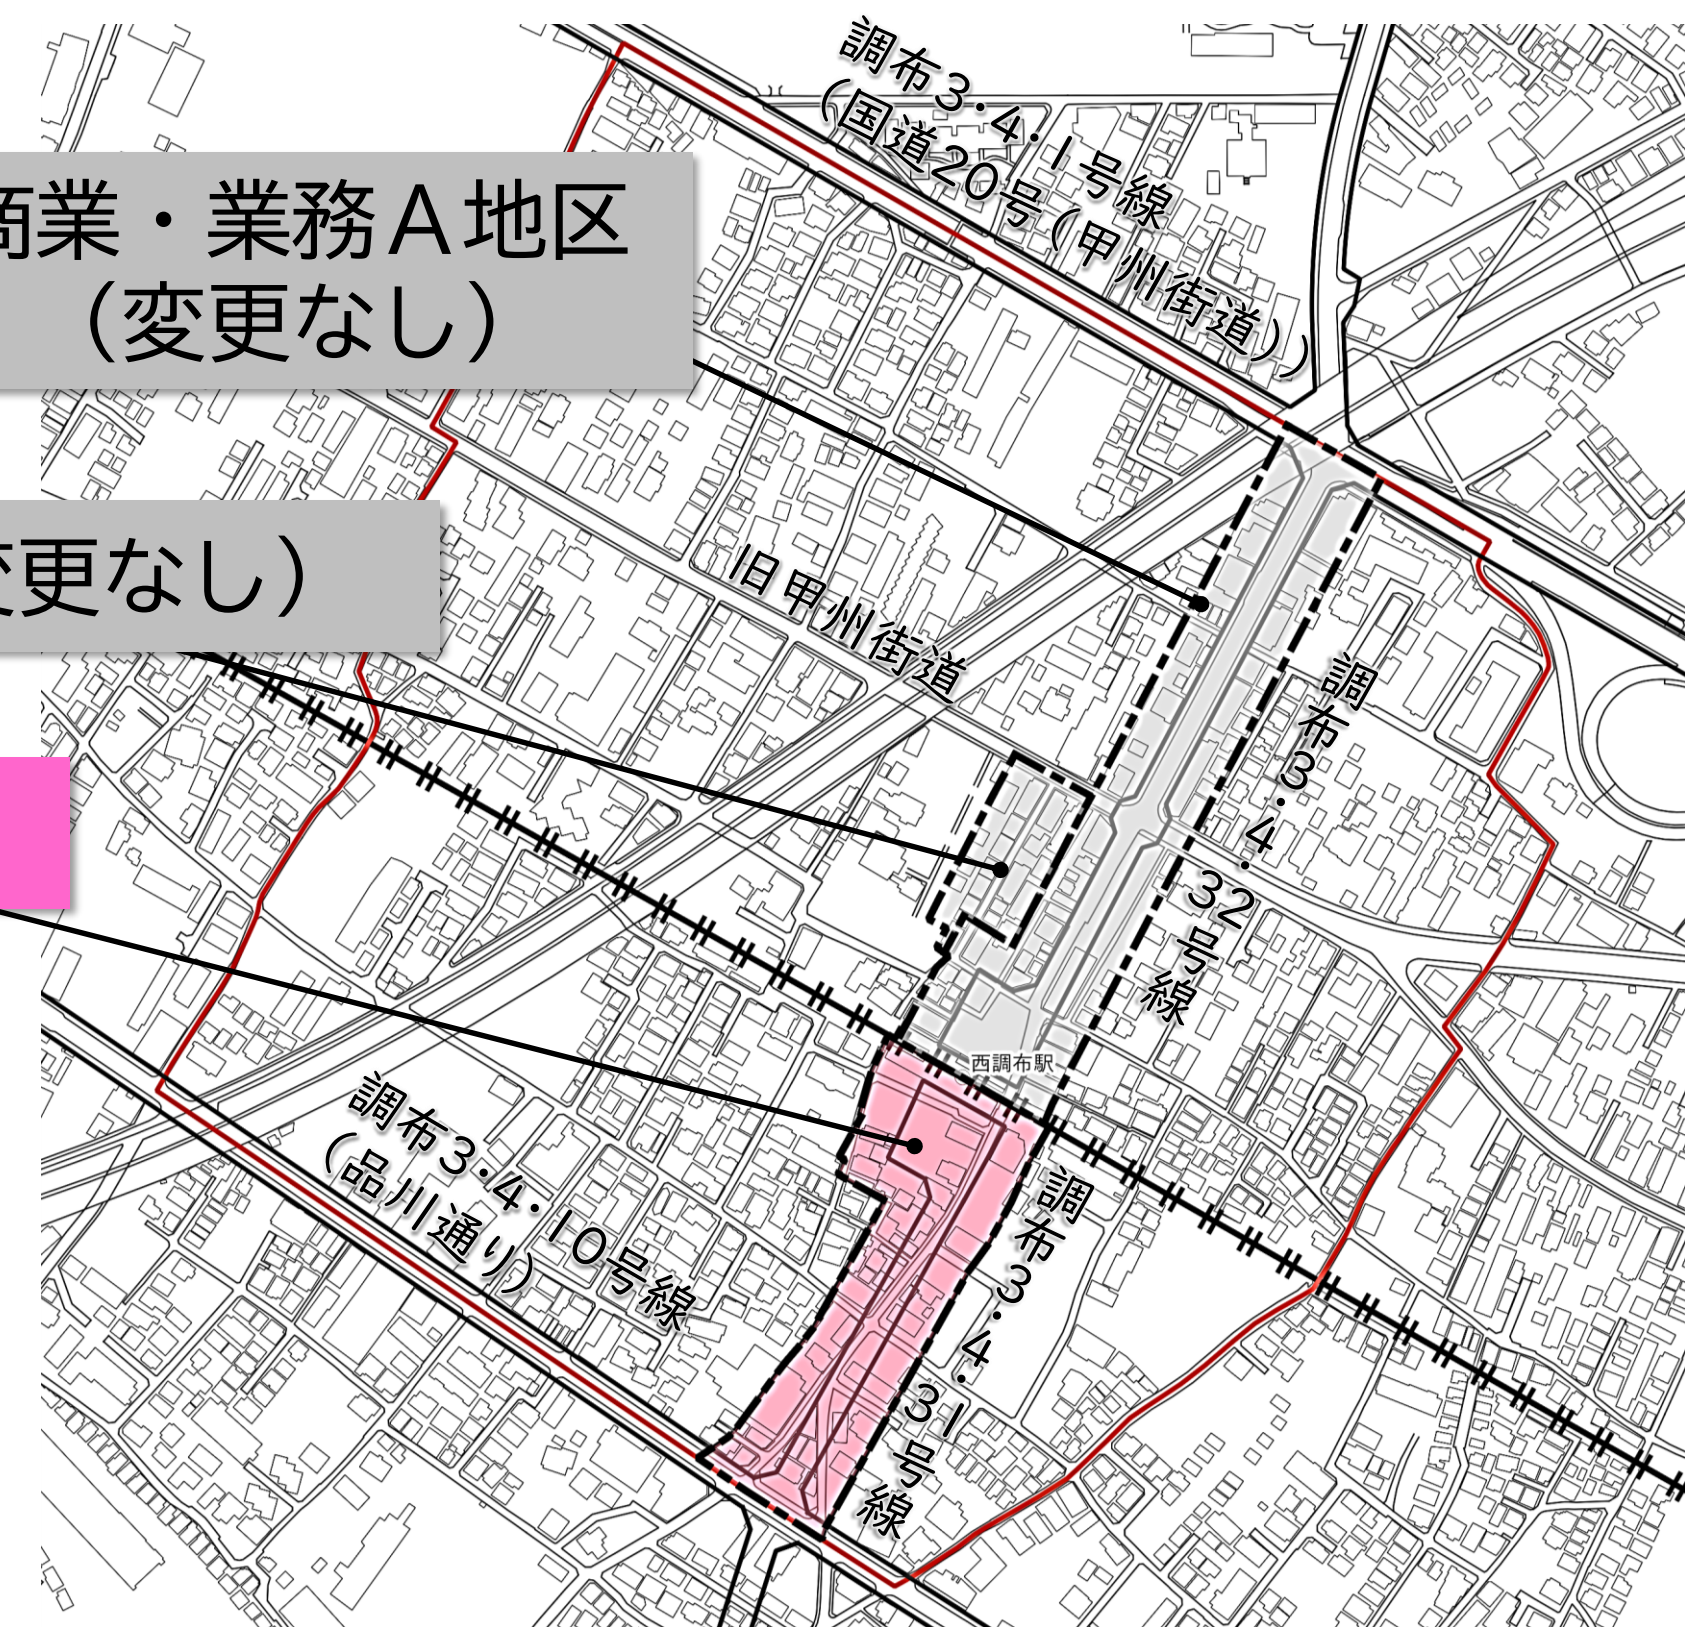 調布3・4・1号線
（国道20号（甲州街道））
商業・業務A地区
（変更なし）
変更なし）
旧甲州街道
調布3・4・32号線
西調布駅
調布3・4・10号線
（品川通り）
調布3・4・31号線